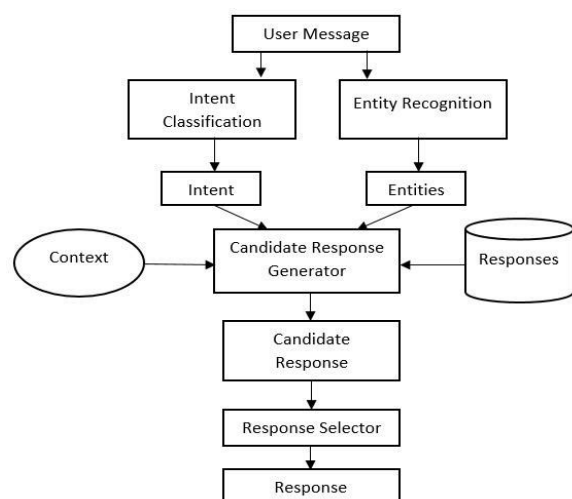 User Message
Intent
Classification
Entity Recognition
Intent
Entities
Context
Candidate Response
Generator
Responses
Candidate
Response
Response Selector
Response